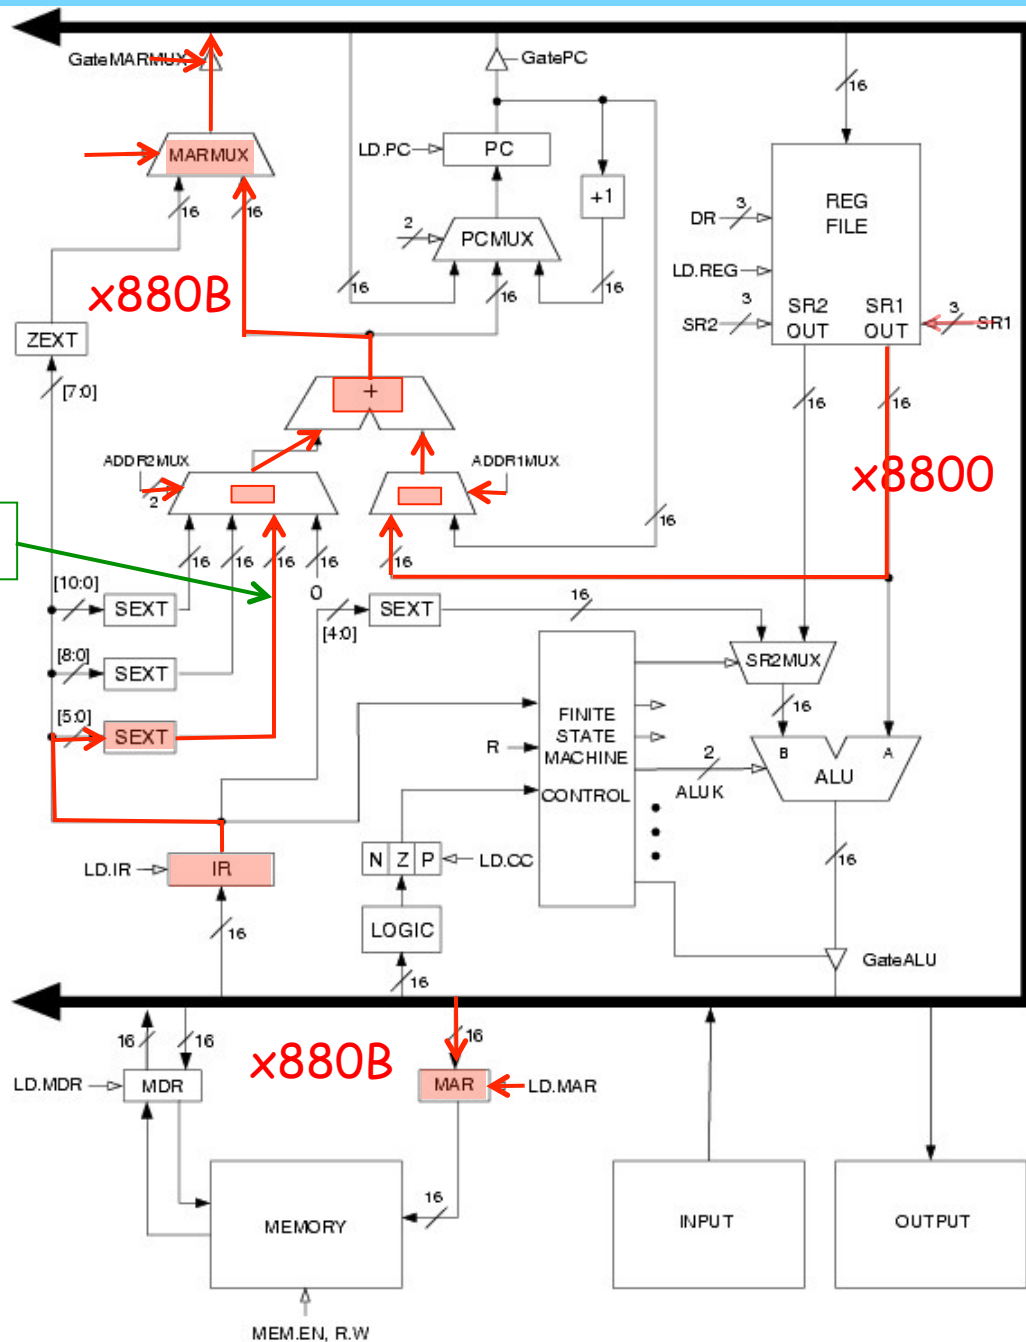 GateMARMUX
GatePC
16
MARMUX
LD.PC
PC
+1
REG
FILE
3
DR
16
16
2
PCMUX
LD.REG
x880B
16
16
16
3
SR2
SR2
OUT
SR1
OUT
3
SR1
ZEXT
[7:0]
+
16
16
ADDR2MUX
2
ADDR1MUX
x8800
16
16
16
16
16
16
[10:0]
SEXT
0
[4:0]
SEXT
16
[8:0]
SEXT
SR2MUX
16
[5:0]
SEXT
FINITE
STATE
MACHINE
CONTROL
R
2
ALUK
B
A
ALU
N Z P
LD.CC
16
LD.IR
IR
16
LOGIC
16
GateALU
16
16
x880B
16
LD.MDR
MDR
MAR
LD.MAR
16
MEMORY
INPUT
OUTPUT
MEM.EN, R.W